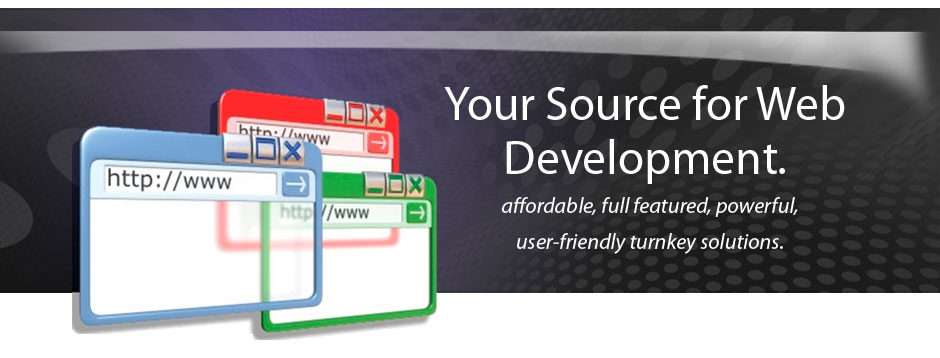 Your Source for Web
Development.
affordable, full featured, powerful,
user-friendly turnkey solutions.
http://www
http://www
http://www